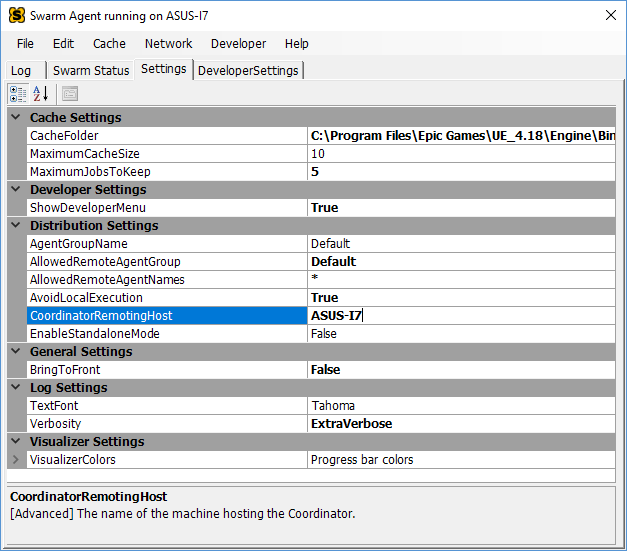 Swarm Agent running on ASUS-I7
File Edit Cache Network Developer Help
Log Swarm Status Settings DeveloperSettings
Cache Settings
CacheFolder C:\Program Files\Epic Games\UE_4.18\Engine\Bin
MaximumCacheSize 10
MaximumJobsToKeep 5
Developer Settings
ShowDeveloperMenu True
Distribution Settings
AgentGroupName Default
AllowedRemoteAgentGroup Default
AllowedRemoteAgentNames *
AvoidLocalExecution True
CoordinatorRemotingHost ASUS-I7
EnableStandaloneMode False
General Settings
BringToFront False
Log Settings
TextFont Tahoma
Verbosity ExtraVerbose
Visualizer Settings
VisualizerColors Progress bar colors
CoordinatorRemotingHost
[Advanced] The name of the machine hosting the Coordinator.